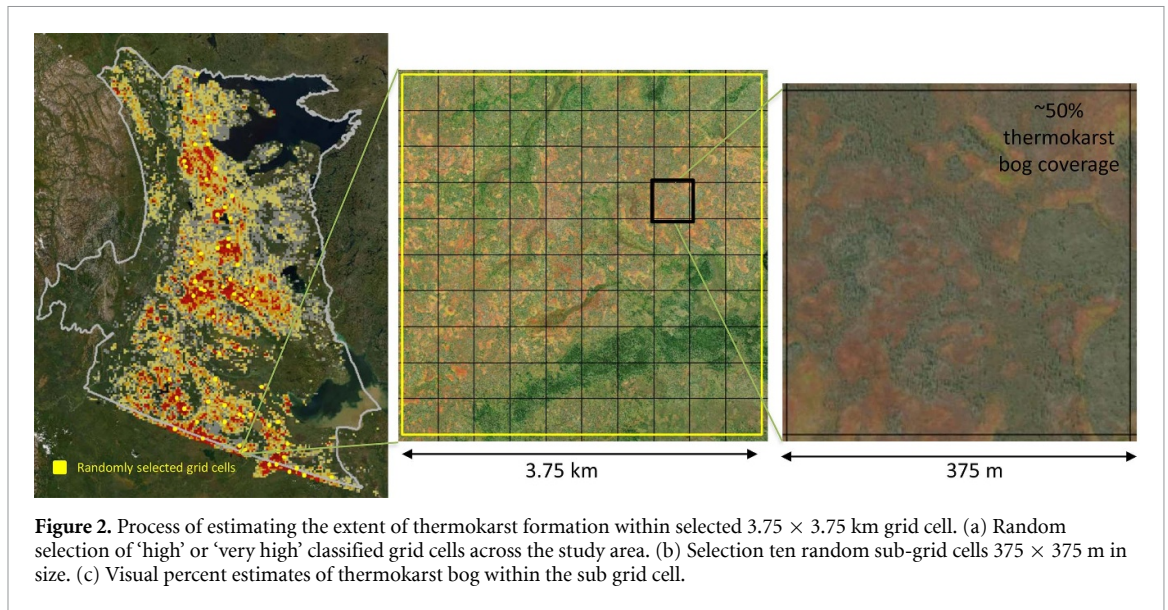 ~50%
thermokarst
bog coverage
Randomly selected grid cells
3.75 km
375 m
Figure 2. Process of estimating the extent of thermokarst formation within selected 3.75 × 3.75 km grid cell. (a) Random
selection of ‘high’ or ‘very high’ classified grid cells across the study area. (b) Selection ten random sub-grid cells 375 × 375 m in
size. (c) Visual percent estimates of thermokarst bog within the sub grid cell.